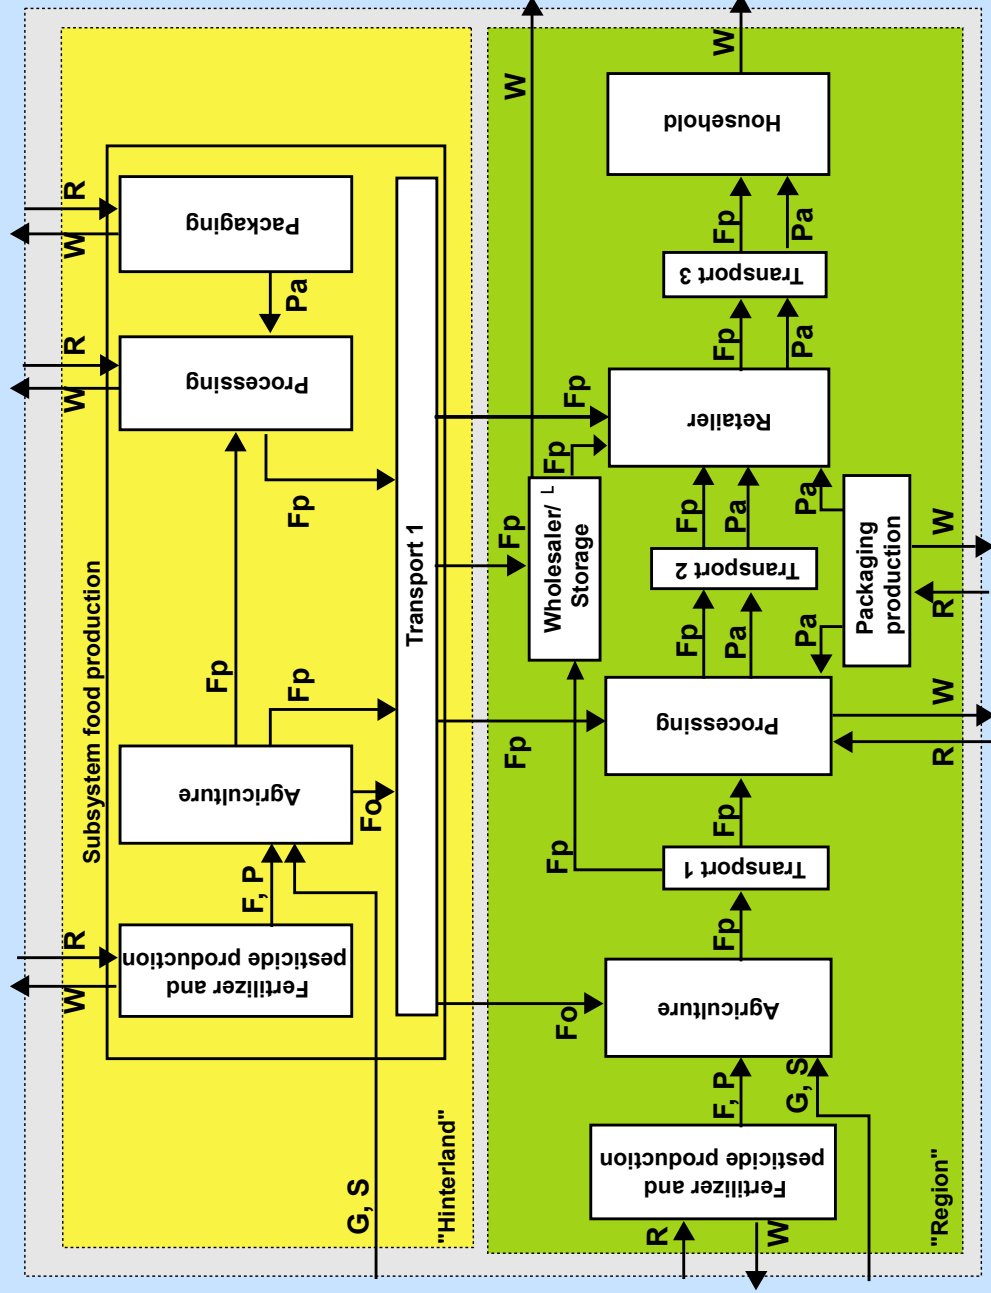 W
R
W
R
W
R
Subsystem food production
Fertilizer and
pesticide production
F, P
Agriculture
Fp
Fp
Fo
Processing
Fp
Pa
Packaging
Transport 1
G, S
"Hinterland"
Fo
Fp
Fp
Fp
W
Wholesaler/ L
Storage
Fp
Fp
R
W
Fertilizer and
pesticide production
F, P
G, S
Agriculture
Fp
Transport 1
Fp
Processing
Fp
Pa
Transport 2
Fp
Pa
Retailer
Fp
Pa
Transport 3
Fp
Pa
Household
W
Pa
Packaging
production
Pa
R
W
R
W
"Region"